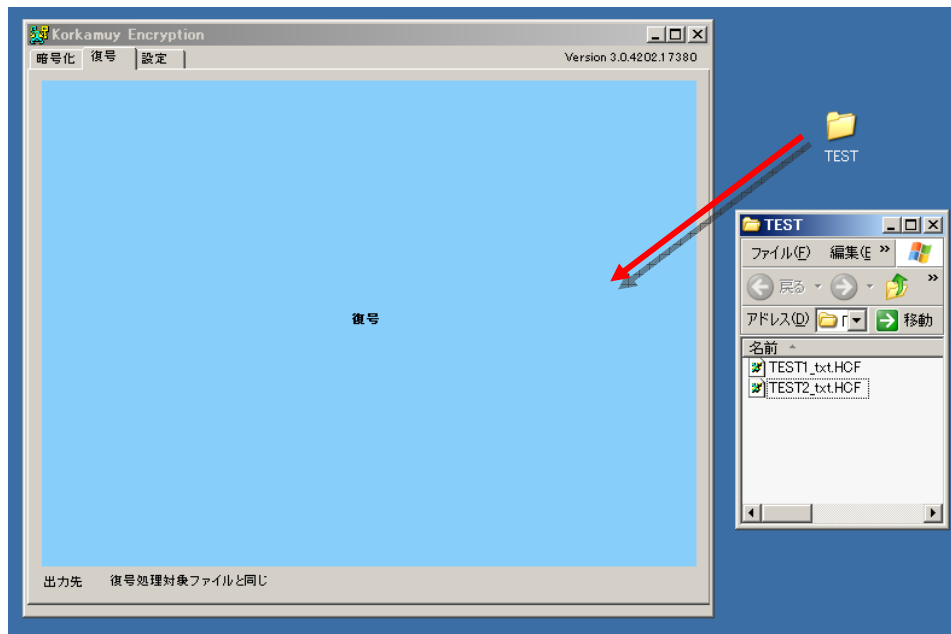 Korkamuy Encryption
暗号化 復号 設定 Version 3.0.4202.17380
復号
出力先 復号処理対象ファイルと同じ
TEST
TEST
ファイル(F) 編集(E »
戻る »
アドレス(D) 移動
名前
TEST1_txt.HCF
TEST2_txt.HCF